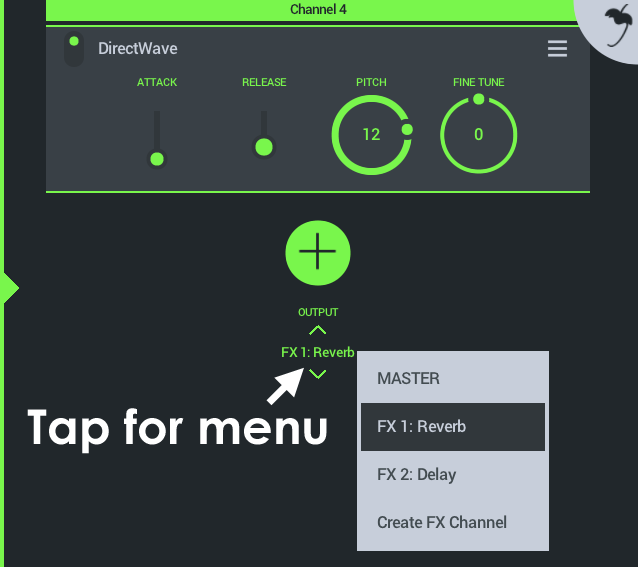 Channel 4
DirectWave
ATTACK RELEASE PITCH FINE TUNE
12 0
OUTPUT
FX 1: Reverb
Tap for menu
MASTER
FX 1: Reverb
FX 2: Delay
Create FX Channel